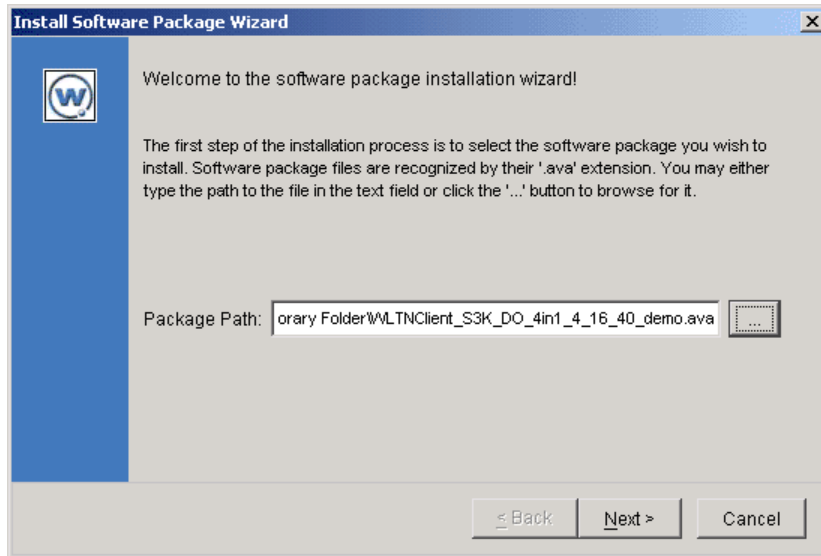 Install Software Package Wizard
W
Welcome to the software package installation wizard!
The first step of the installation process is to select the software package you wish to
install. Software package files are recognized by their '.ava' extension. You may either
type the path to the file in the text field or click the '...' button to browse for it.
Package Path: orary Folder\WLTNClient_S3K_DO_4in1_4_16_40_demo.ava ...
< Back Next > Cancel